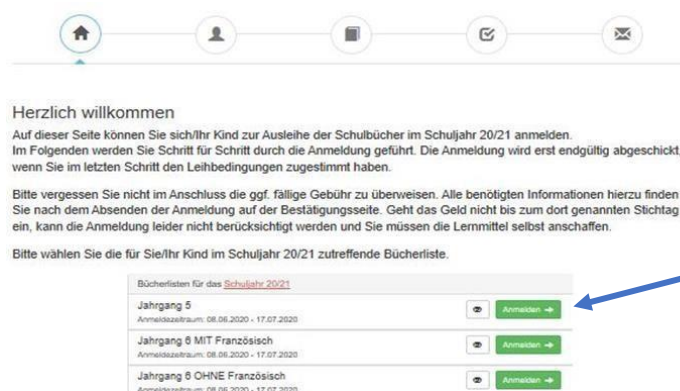 Herzlich willkommen
Auf dieser Seite können Sie sich/Ihr Kind zur Ausleihe der Schulbücher im Schuljahr 20/21 anmelden.
Im Folgenden werden Sie Schritt für Schritt durch die Anmeldung geführt. Die Anmeldung wird erst endgültig abgeschickt,
wenn Sie im letzten Schritt den Leihbedingungen zugestimmt haben.
Bitte vergessen Sie nicht im Anschluss die ggf. fällige Gebühr zu überweisen. Alle benötigten Informationen hierzu finden
Sie nach dem Absenden der Anmeldung auf der Bestätigungsseite. Geht das Geld nicht bis zum dort genannten Stichtag
ein, kann die Anmeldung leider nicht berücksichtigt werden und Sie müssen die Lernmittel selbst anschaffen.
Bitte wählen Sie die für Sie/Ihr Kind im Schuljahr 20/21 zutreffende Bücherliste.
Bücherlisten für das Schuljahr 20/21
Jahrgang 5
Anmelden
Anmeldezeitraum: 08.06.2020 - 17.07.2020
Jahrgang 6 MIT Französisch
Anmelden
Anmeldezeitraum: 08.06.2020 - 17.07.2020
Jahrgang 6 OHNE Französisch
Anmelden
Anmeldezeitraum: 08.06.2020 - 17.07.2020